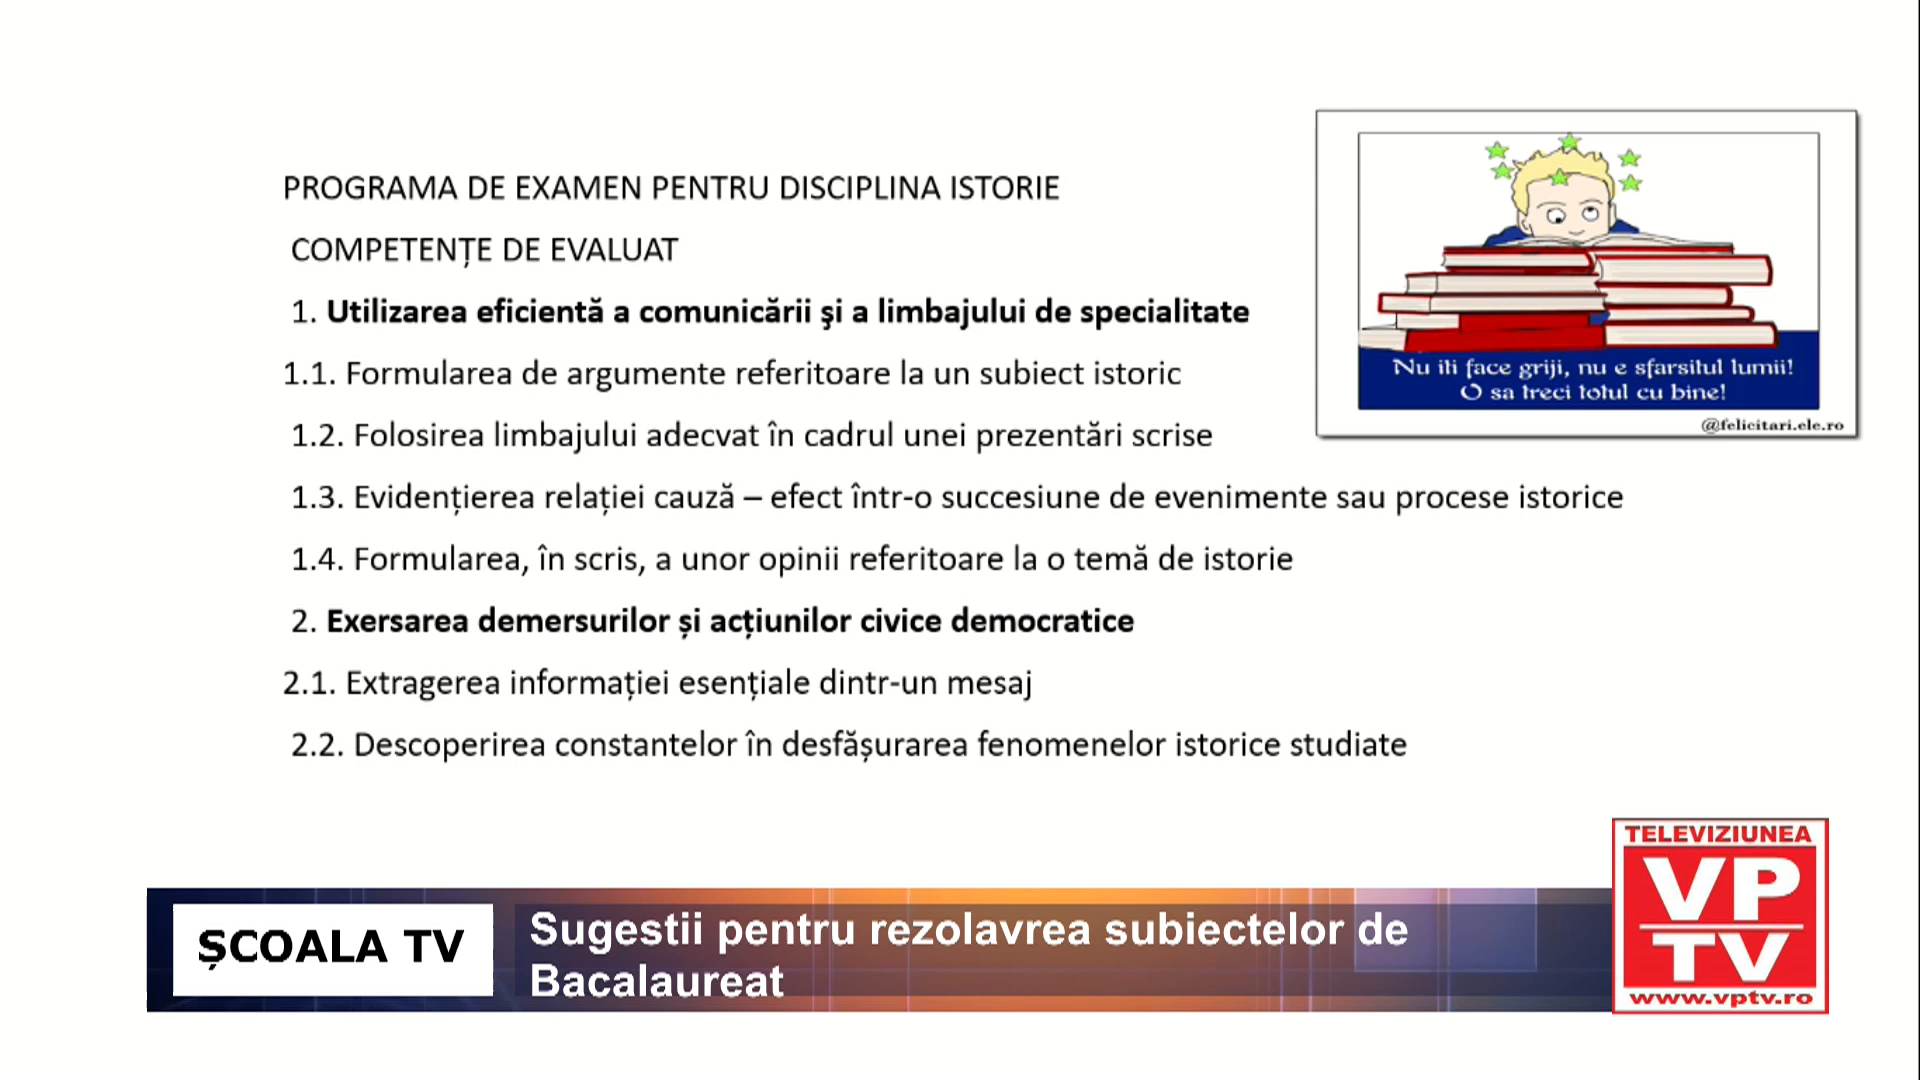 PROGRAMA DE EXAMEN PENTRU DISCIPLINA ISTORIE
COMPETENȚE DE EVALUAT
1. Utilizarea eficientă a comunicării şi a limbajului de specialitate
1.1. Formularea de argumente referitoare la un subiect istoric
1.2. Folosirea limbajului adecvat în cadrul unei prezentări scrise
1.3. Evidențierea relației cauză – efect într-o succesiune de evenimente sau procese istorice
1.4. Formularea, în scris, a unor opinii referitoare la o temă de istorie
2. Exersarea demersurilor și acțiunilor civice democratice
2.1. Extragerea informației esențiale dintr-un mesaj
2.2. Descoperirea constantelor în desfășurarea fenomenelor istorice studiate
Nu iti face griji, nu e sfarsitul lumii!
O sa treci totul cu bine!
@felicitari.ele.ro
ȘCOALA TV
Sugestii pentru rezolavrea subiectelor de
Bacalaureat
TELEVIZIUNEA
VP
TV
www.vptv.ro